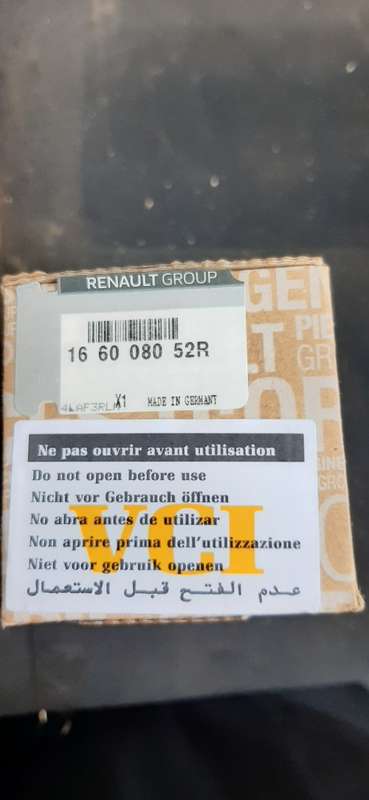 RENAULT GROUP
16 60 080 52R
X1 MADE IN GERMANY
Ne pas ouvrir avant utilisation
Do not open before use
Nicht vor Gebrauch öffnen
No abra antes de utilizar
Non aprire prima dell'utilizzazione
Niet voor gebruik openen
عدم الفتح قبل الاستعمال
VCI